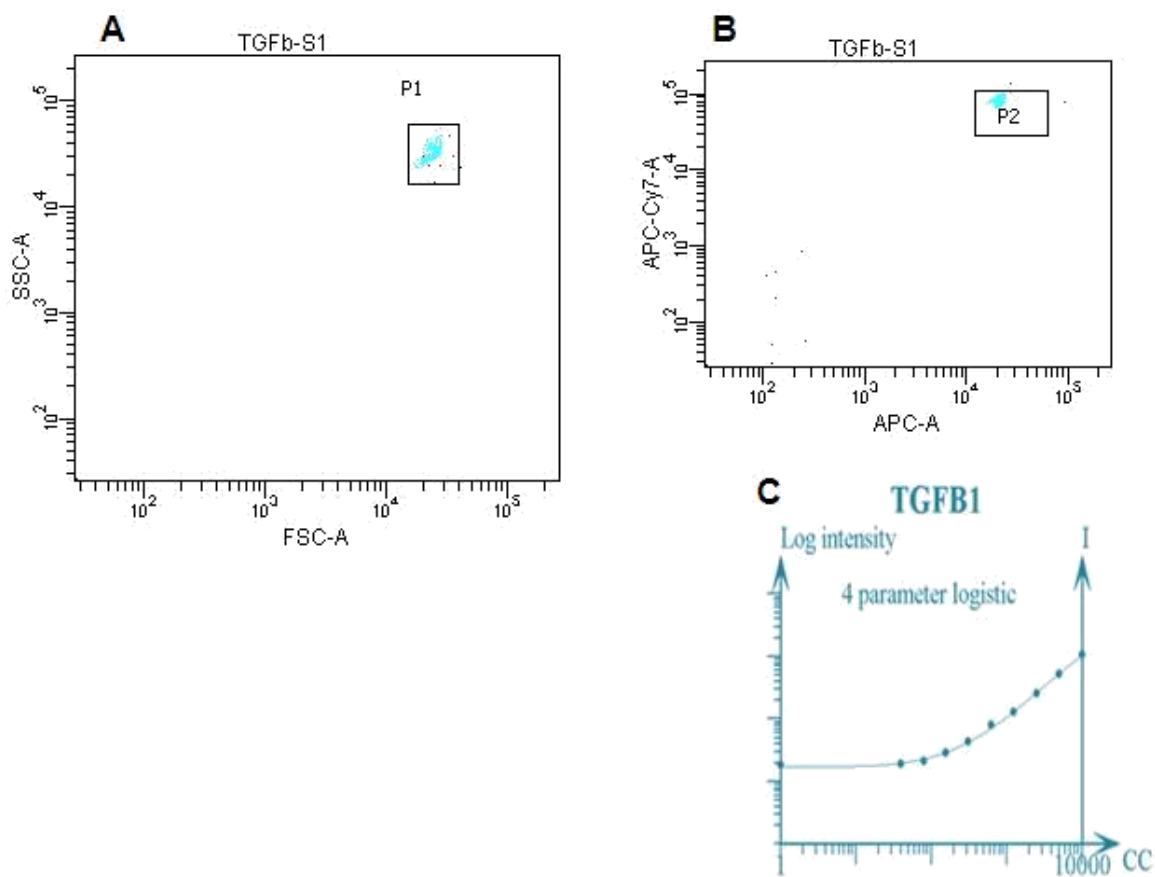 A
TGFb-S1
P1
10^5
10^4
10^3
10^2
SSC-A
10^2 10^3 10^4 10^5
FSC-A
B
TGFb-S1
P2
10^5
10^4
10^3
10^2
APC-Cy7-A
10^2 10^3 10^4 10^5
APC-A
C
TGFB1
Log intensity
I
4 parameter logistic
1 10000 CC